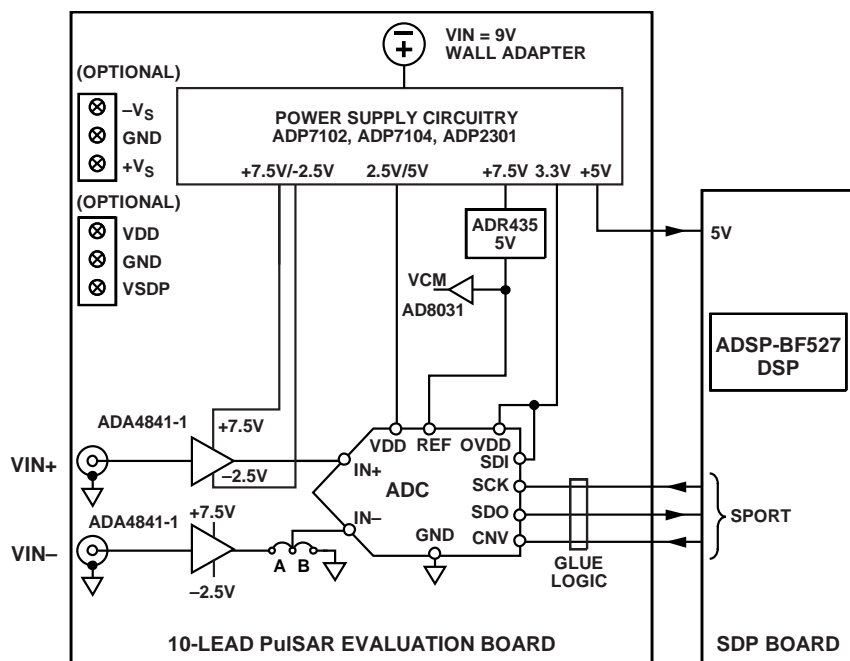 VIN = 9V
WALL ADAPTER
(OPTIONAL)
–VS
GND
+VS
POWER SUPPLY CIRCUITRY
ADP7102, ADP7104, ADP2301
+7.5V/-2.5V
2.5V/5V
+7.5V
3.3V
+5V
(OPTIONAL)
VDD
GND
VSDP
ADR435
5V
5V
VCM
AD8031
ADSP-BF527
DSP
ADA4841-1
+7.5V
–2.5V
VIN+
VDD
REF
OVDD
SDI
IN+
ADC
SCK
SDO
CNV
IN–
GND
ADA4841-1
+7.5V
–2.5V
VIN–
A
B
GLUE
LOGIC
SPORT
10-LEAD PulSAR EVALUATION BOARD
SDP BOARD